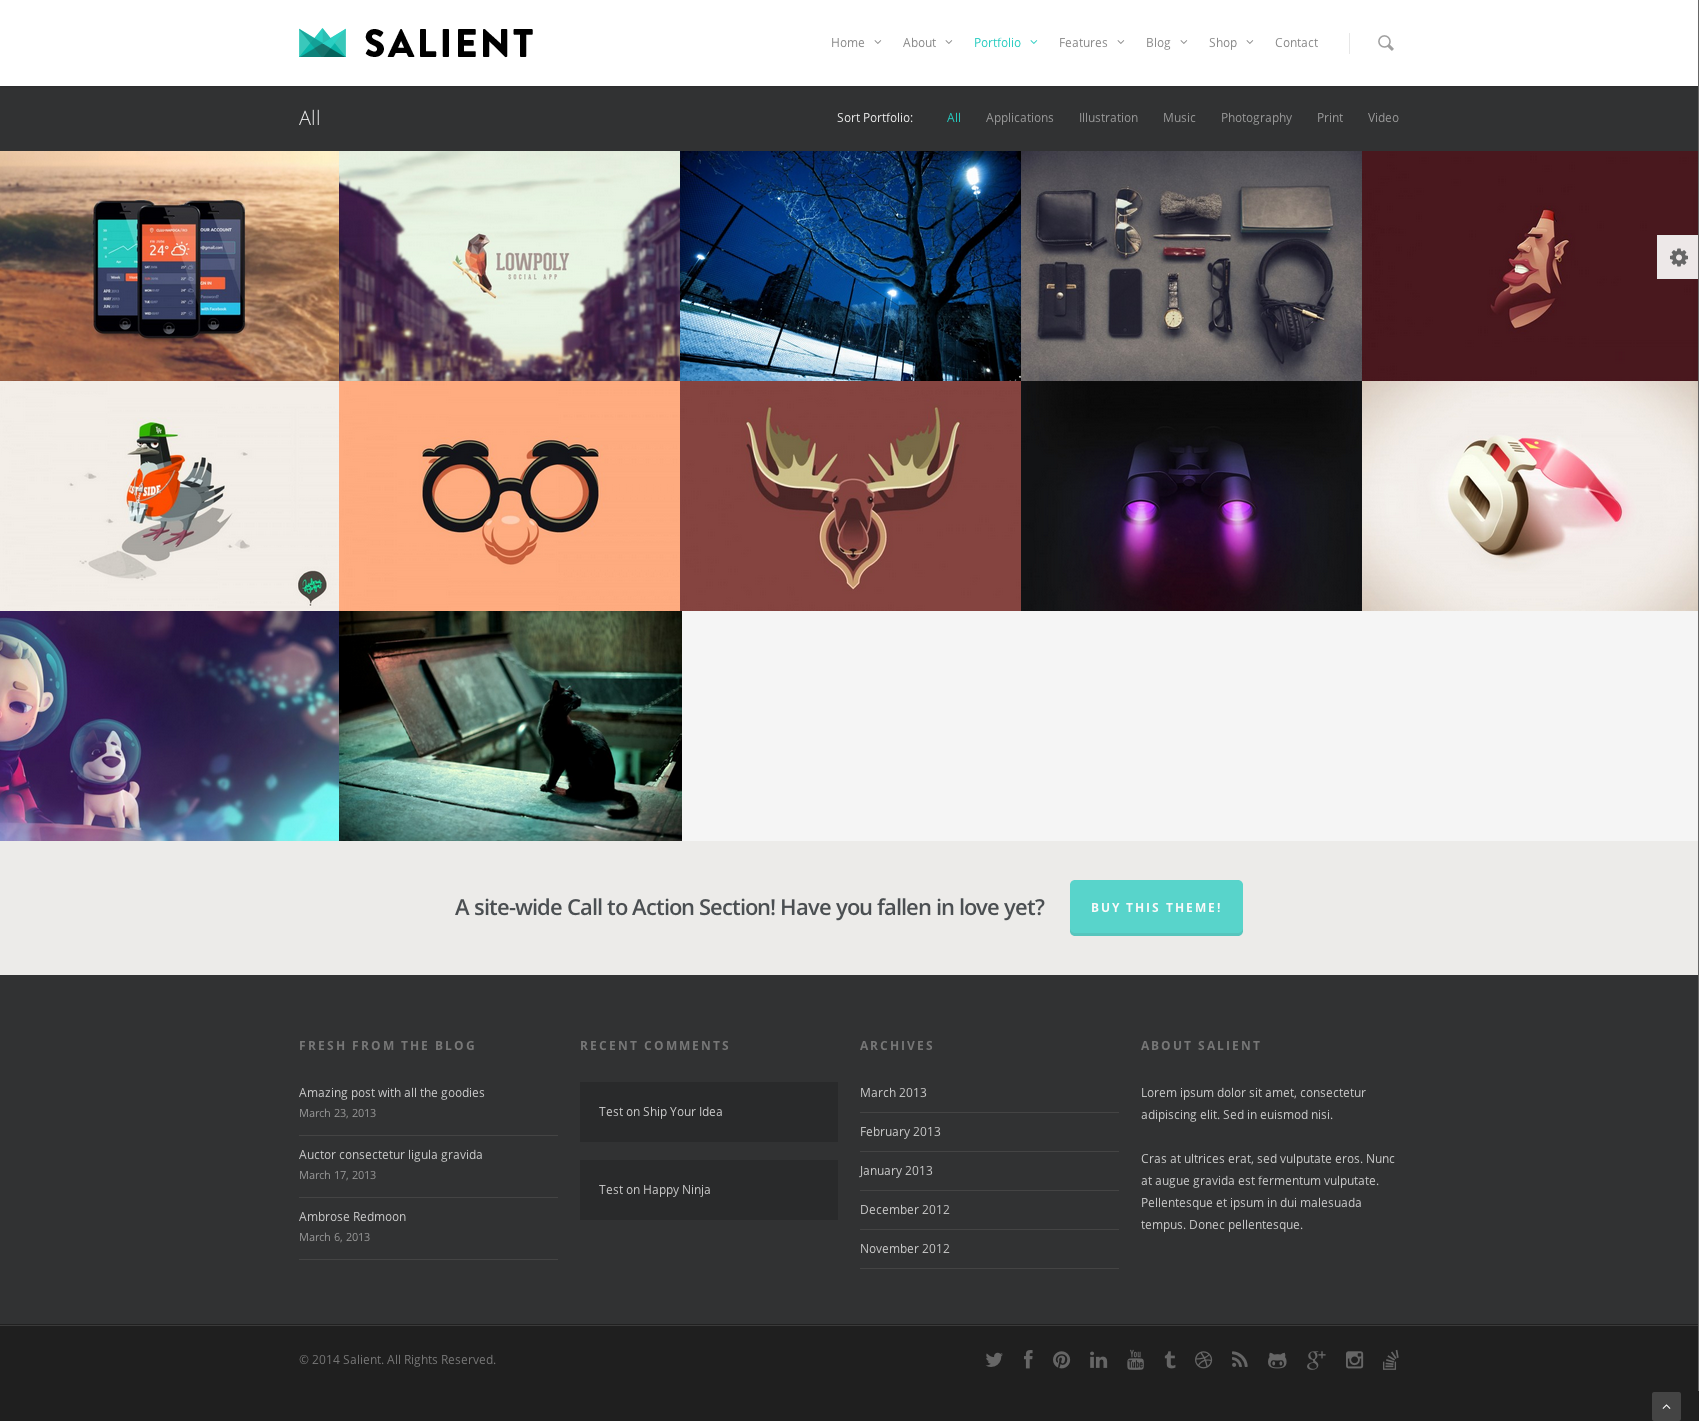 SALIENT
Home About Portfolio Features Blog Shop Contact
All
Sort Portfolio: All Applications Illustration Music Photography Print Video
24°
LOWPOLY
SOCIAL APP
SIDE
FRESH FROM THE BLOG
Amazing post with all the goodies
March 23, 2013
Auctor consectetur ligula gravida
March 17, 2013
Ambrose Redmoon
March 6, 2013
RECENT COMMENTS
Test on Ship Your Idea
Test on Happy Ninja
ARCHIVES
March 2013
February 2013
January 2013
December 2012
November 2012
ABOUT SALIENT
Lorem ipsum dolor sit amet, consectetur
adipiscing elit. Sed in euismod nisi.
Cras at ultrices erat, sed vulputate eros. Nunc
at augue gravida est fermentum vulputate.
Pellentesque et ipsum in dui malesuada
tempus. Donec pellentesque.
A site-wide Call to Action Section! Have you fallen in love yet?
BUY THIS THEME!
© 2014 Salient. All Rights Reserved.
You
Tube